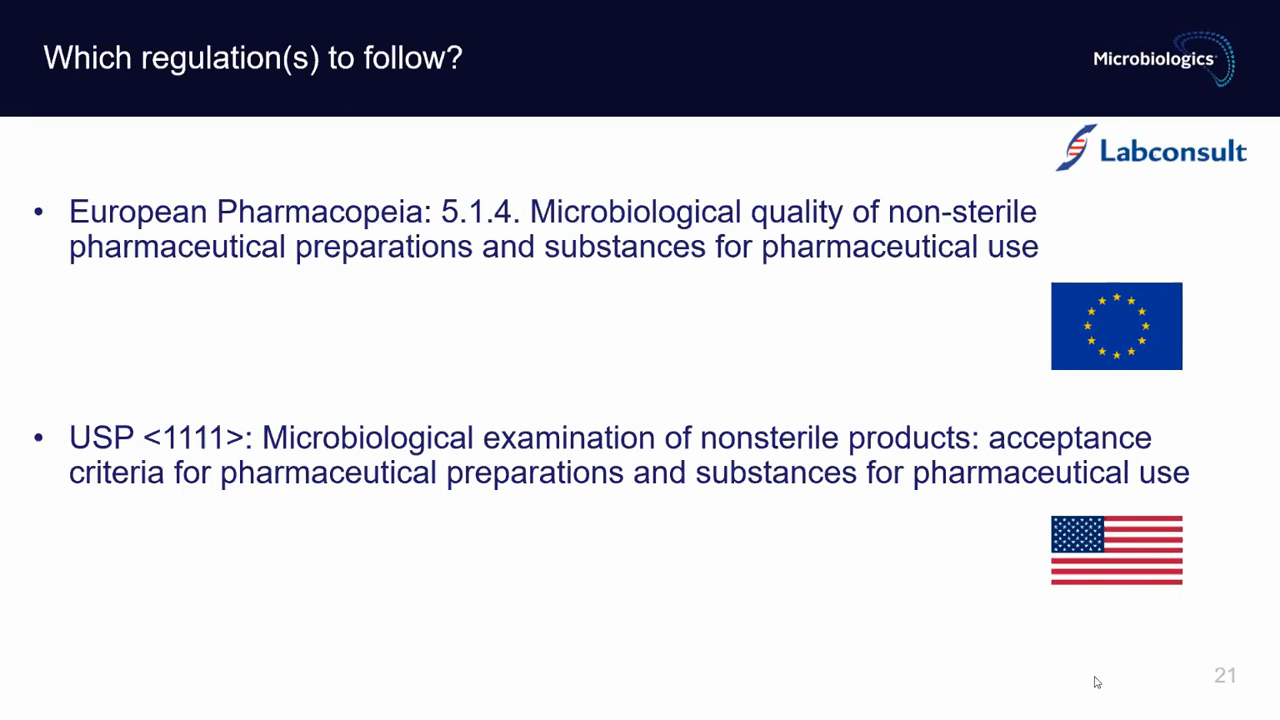 Which regulation(s) to follow?
Microbiologics
Labconsult
• European Pharmacopeia: 5.1.4. Microbiological quality of non-sterile
pharmaceutical preparations and substances for pharmaceutical use
• USP <1111>: Microbiological examination of nonsterile products: acceptance
criteria for pharmaceutical preparations and substances for pharmaceutical use
21